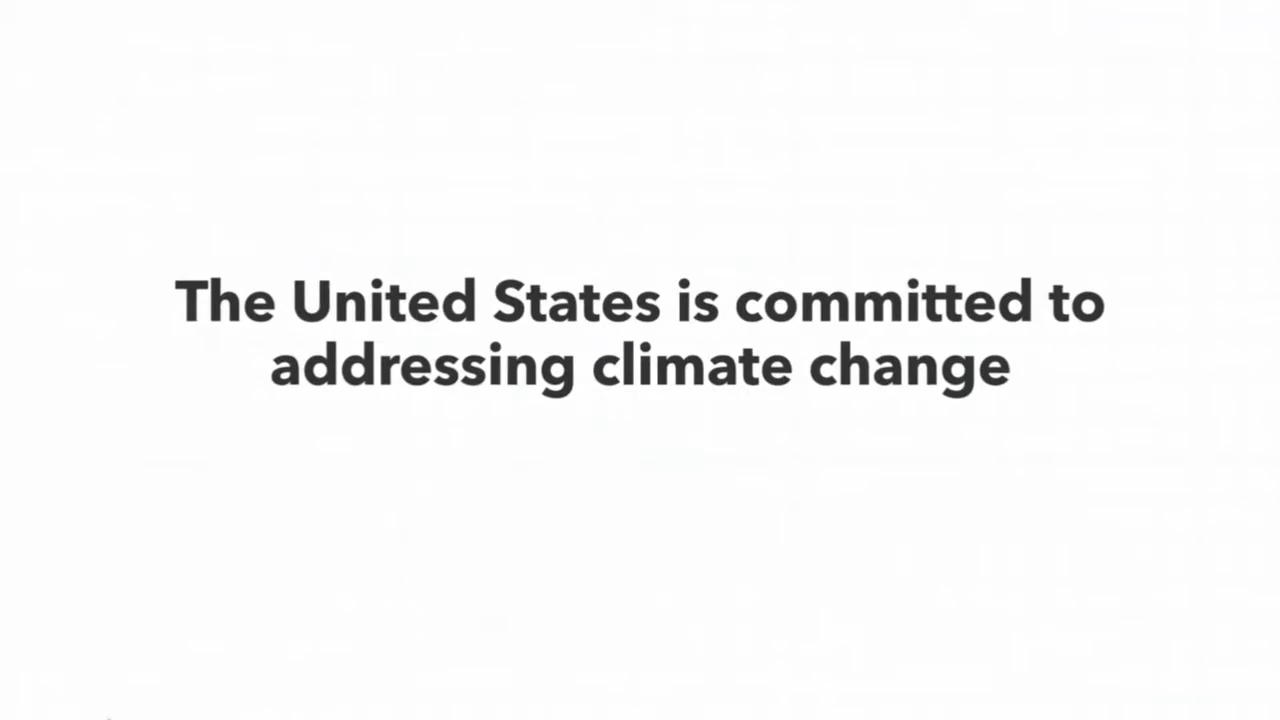 The United States is committed to
addressing climate change